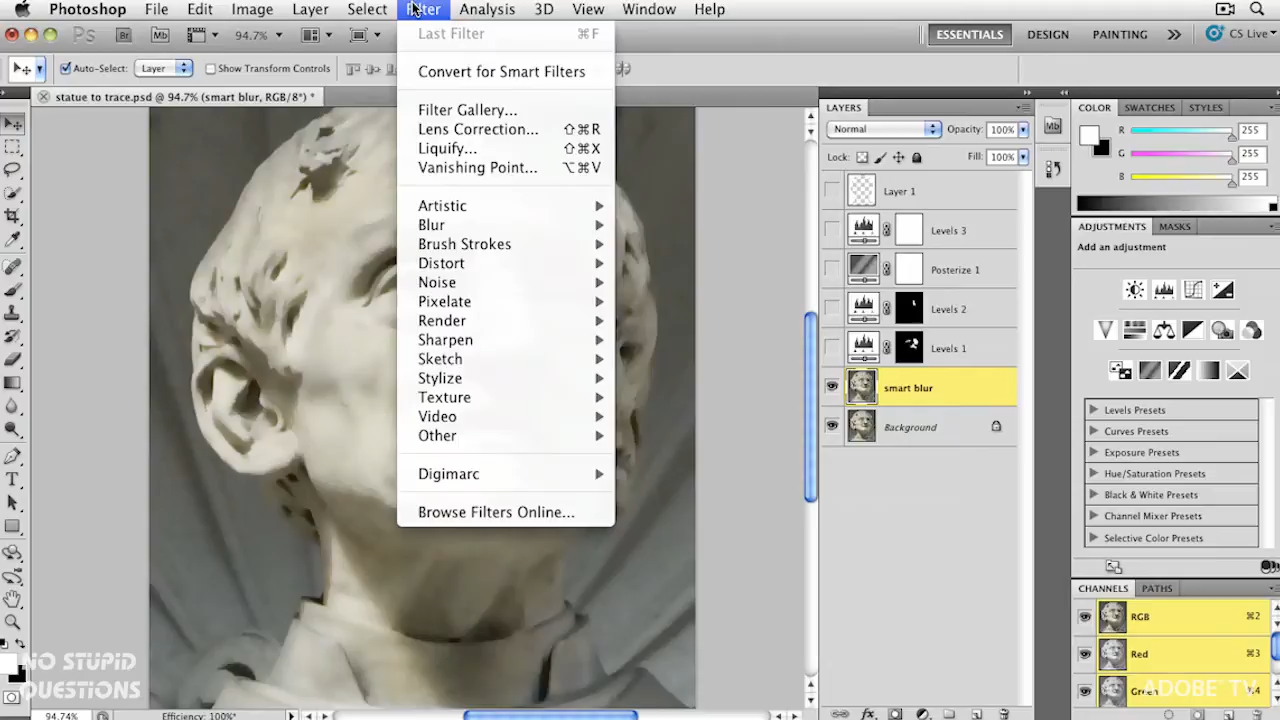 Photoshop File Edit Image Layer Select Filter Analysis 3D View Window Help
Ps Br Mb 94.7% ESSENTIALS DESIGN PAINTING CS Live
Auto-Select: Layer Show Transform Controls
statue to trace.psd @ 94.7% (smart blur, RGB/8*) *
Last Filter ⌘F
Convert for Smart Filters
Filter Gallery...
Lens Correction... ⇧⌘R
Liquify... ⇧⌘X
Vanishing Point... ⌥⌘V
Artistic
Blur
Brush Strokes
Distort
Noise
Pixelate
Render
Sharpen
Sketch
Stylize
Texture
Video
Other
Digimarc
Browse Filters Online...
LAYERS
Normal Opacity: 100%
Lock: Fill: 100%
Layer 1
Levels 3
Posterize 1
Levels 2
Levels 1
smart blur
Background
Mb
COLOR SWATCHES STYLES
R 255
G 255
B 255
ADJUSTMENTS MASKS
Add an adjustment
Levels Presets
Curves Presets
Exposure Presets
Hue/Saturation Presets
Black & White Presets
Channel Mixer Presets
Selective Color Presets
CHANNELS PATHS
RGB ⌘2
Red ⌘3
Green ⌘4
NO STUPID
QUESTIONS
ADOBE TV
94.74% Efficiency: 100%*
fx